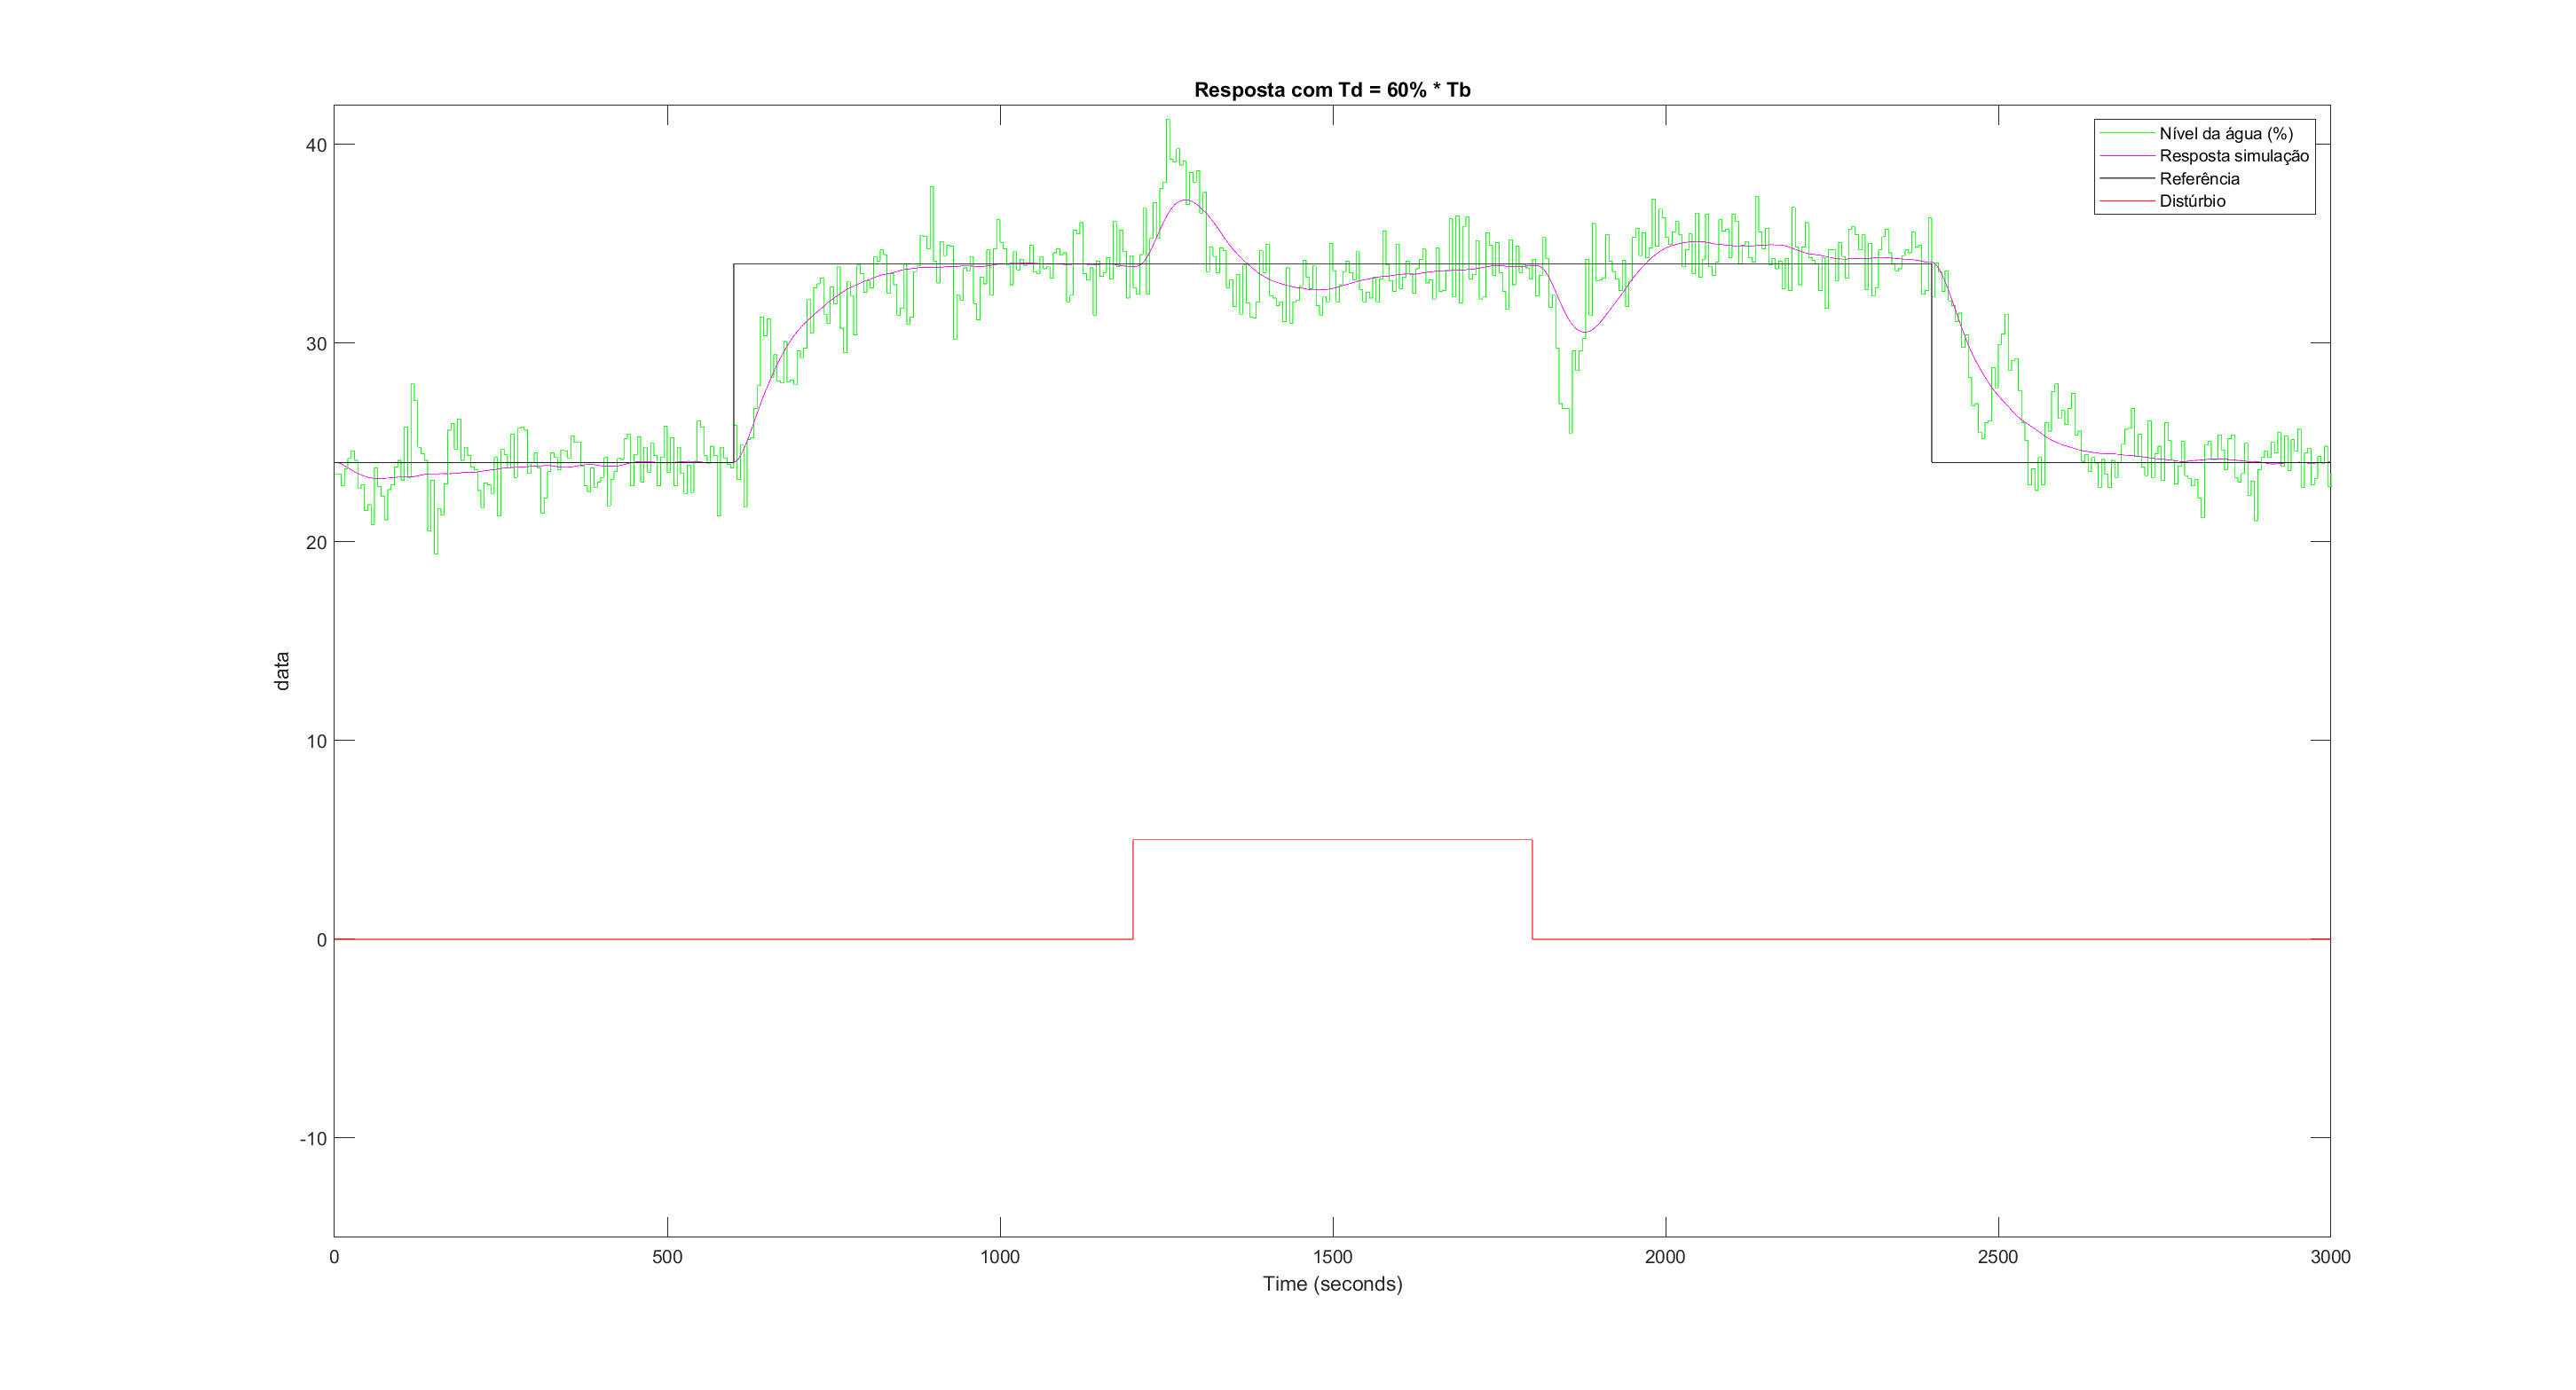 Resposta com Td = 60% * Tb
Nível da água (%)
Resposta simulação
Referência
Distúrbio
40
30
20
10
0
-10
data
0 500 1000 1500 2000 2500 3000
Time (seconds)